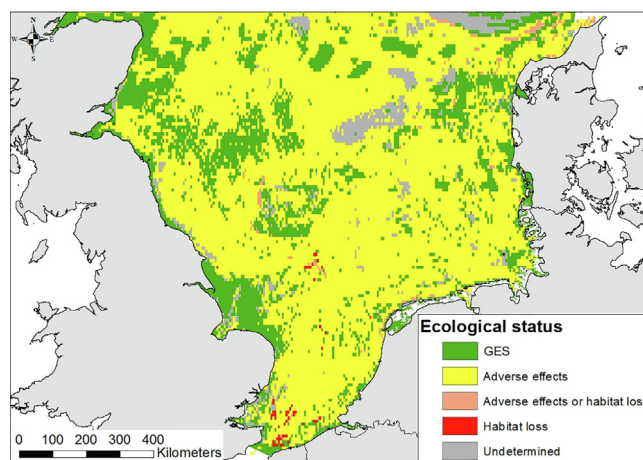 N
W E
S
Ecological status
GES
Adverse effects
Adverse effects or habitat los
Habitat loss
Undetermined
0 100 200 300 400
Kilometers